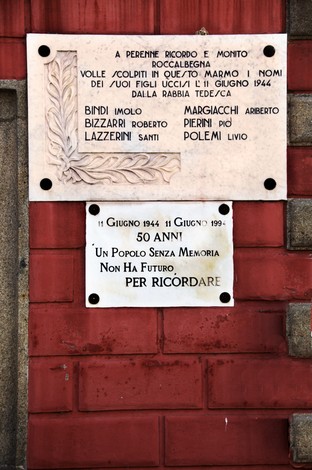 A PERENNE RICORDO E MONITO
ROCCALBEGNA
VOLLE SCOLPITI IN QUESTO MARMO I NOMI
DEI SUOI FIGLI UCCISI L'11 GIUGNO 1944
DALLA RABBIA TEDESCA
BINDI IMOLO MARGIACCHI ARIBERTO
BIZZARRI ROBERTO PIERINI PIO
LAZZERINI SANTI POLEMI LIVIO
11 GIUGNO 1944 11 GIUGNO 1994
50 ANNI
UN POPOLO SENZA MEMORIA
NON HA FUTURO
PER RICORDARE